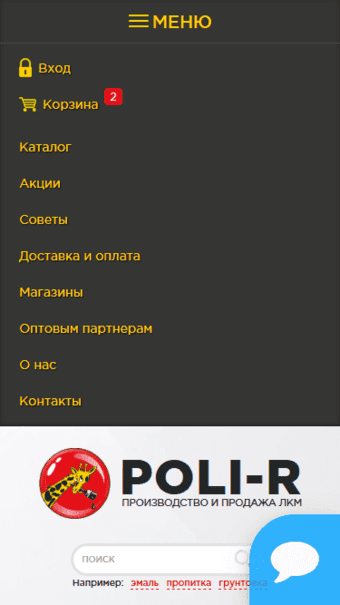 МЕНЮ
Вход
Корзина 2
Каталог
Акции
Советы
Доставка и оплата
Магазины
Оптовым партнерам
О нас
Контакты
POLI-R
ПРОИЗВОДСТВО И ПРОДАЖА ЛКМ
ПОИСК
Например: эмаль пропитка грунтовка